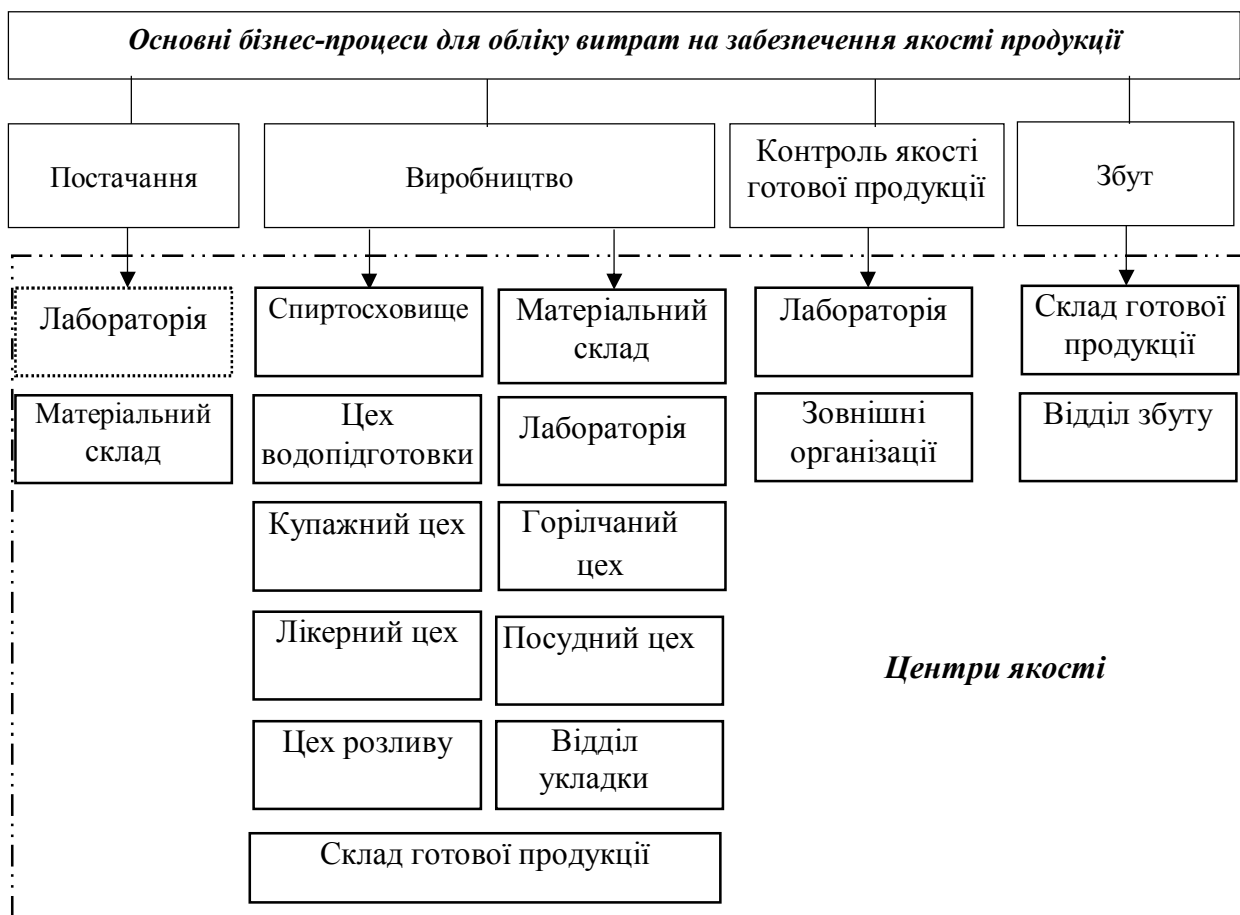 Основні бізнес-процеси для обліку витрат на забезпечення якості продукції
Постачання
Виробництво
Контроль якості
готової продукції
Збут
Лабораторія
Спиртосховище
Матеріальний
склад
Лабораторія
Склад готової
продукції
Матеріальний
склад
Цех
водопідготовки
Лабораторія
Зовнішні
організації
Відділ збуту
Купажний цех
Горілчаний
цех
Лікерний цех
Посудний цех
Центри якості
Цех розливу
Відділ
укладки
Склад готової продукції